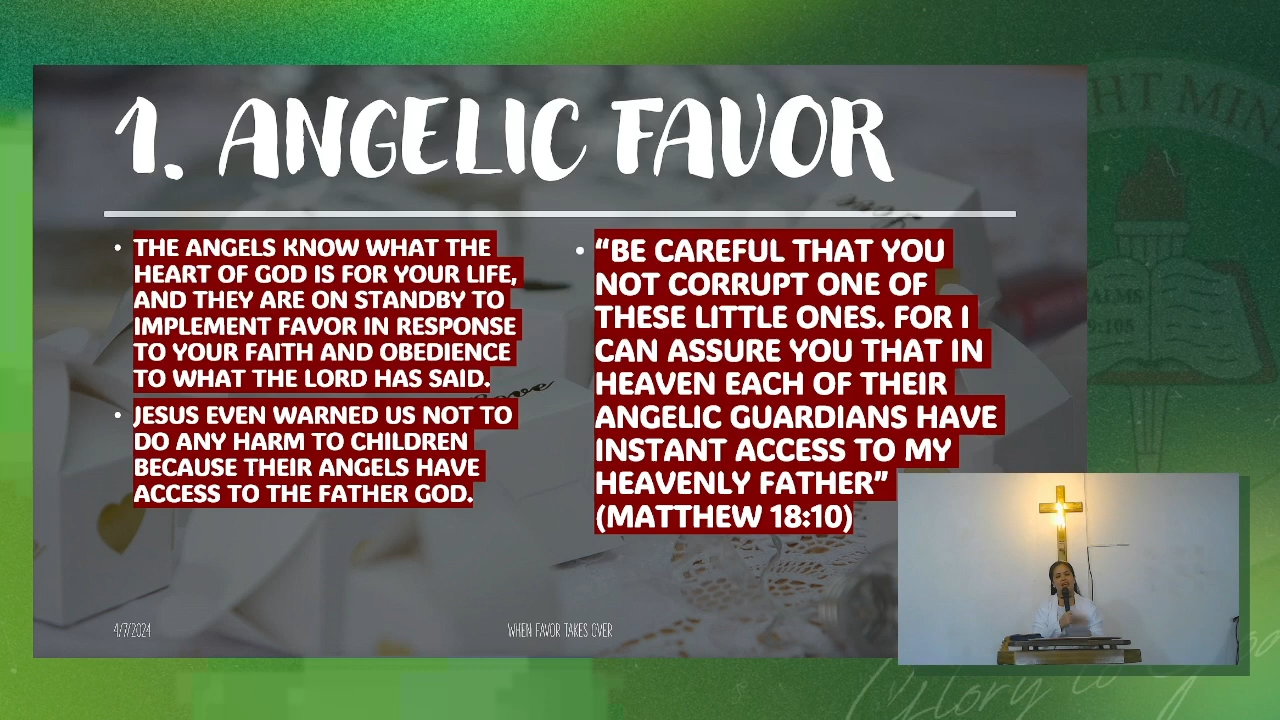 1. ANGELIC FAVOR
• THE ANGELS KNOW WHAT THE
HEART OF GOD IS FOR YOUR LIFE,
AND THEY ARE ON STANDBY TO
IMPLEMENT FAVOR IN RESPONSE
TO YOUR FAITH AND OBEDIENCE
TO WHAT THE LORD HAS SAID.
• JESUS EVEN WARNED US NOT TO
DO ANY HARM TO CHILDREN
BECAUSE THEIR ANGELS HAVE
ACCESS TO THE FATHER GOD.
• “BE CAREFUL THAT YOU
NOT CORRUPT ONE OF
THESE LITTLE ONES. FOR I
CAN ASSURE YOU THAT IN
HEAVEN EACH OF THEIR
ANGELIC GUARDIANS HAVE
INSTANT ACCESS TO MY
HEAVENLY FATHER”
(MATTHEW 18:10)
4/7/2024
WHEN FAVOR TAKES OVER
Love
Glory to